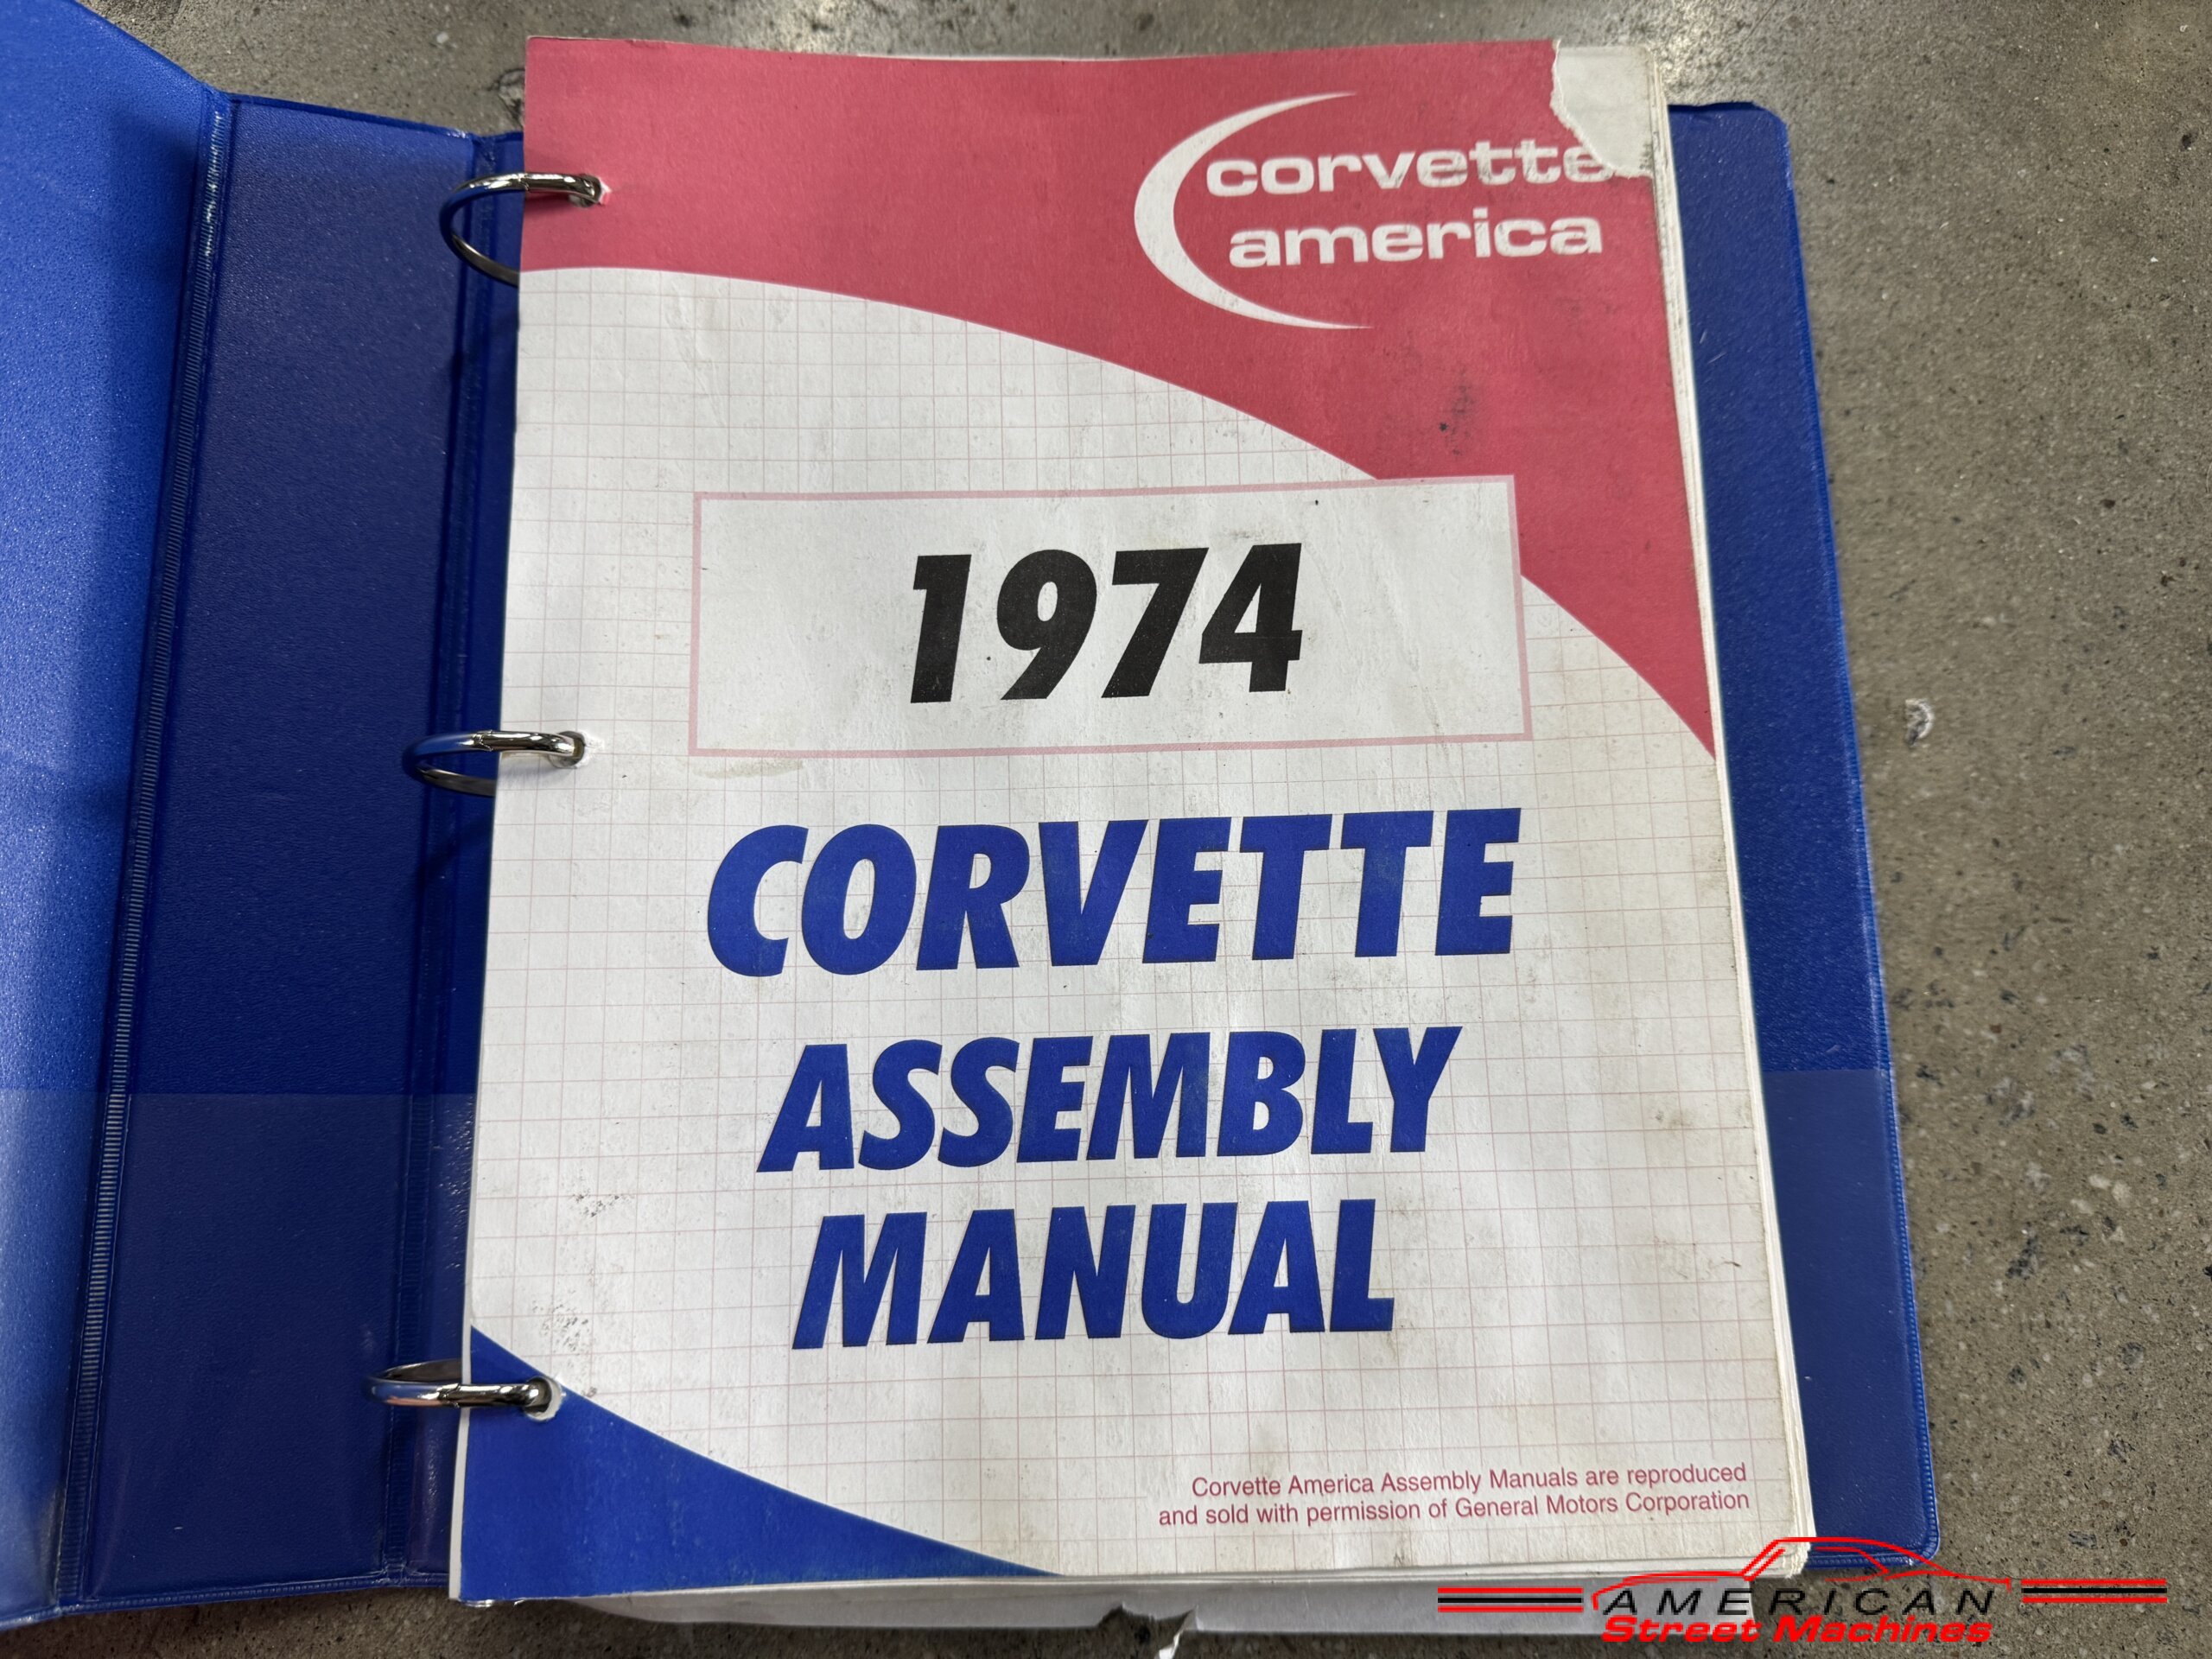 corvette
america
1974
CORVETTE
ASSEMBLY
MANUAL
Corvette America Assembly Manuals are reproduced
and sold with permission of General Motors Corporation
AMERICAN
Street Machines